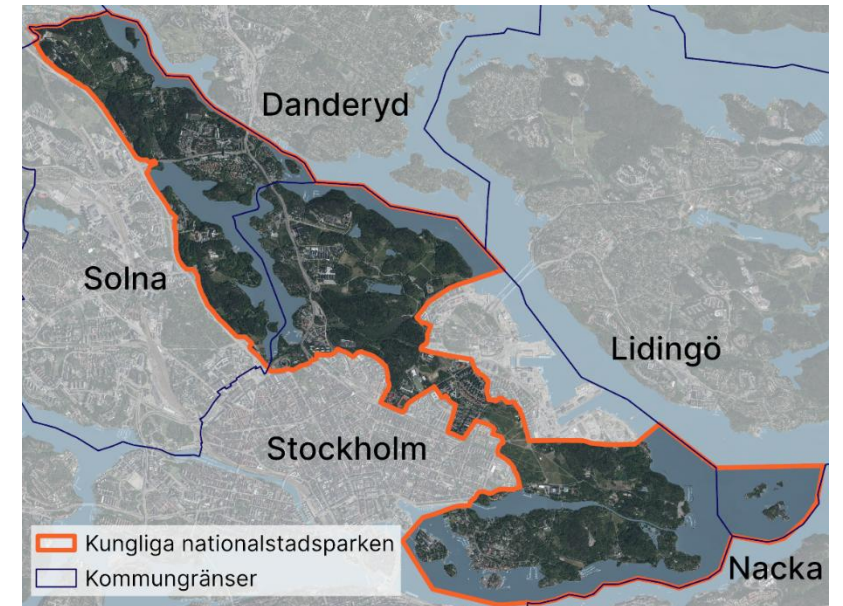 Danderyd
Solna
Lidingö
Stockholm
Nacka
Kungliga nationalstadsparken
Kommungränser